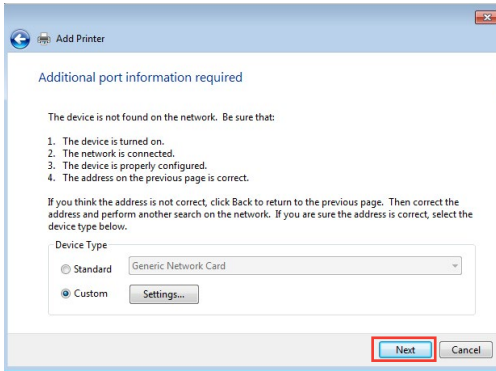 Add Printer
Additional port information required
The device is not found on the network.  Be sure that:
1.  The device is turned on.
2.  The network is connected.
3.  The device is properly configured.
4.  The address on the previous page is correct.
If you think the address is not correct, click Back to return to the previous page.  Then correct the
address and perform another search on the network.  If you are sure the address is correct, select the
device type below.
Device Type
Standard Generic Network Card
Custom Settings...
Next Cancel